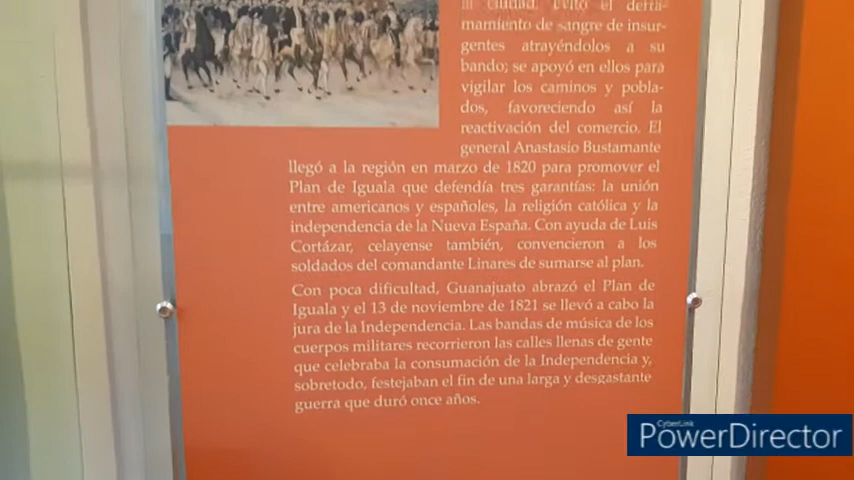 la ciudad. Evitó el derra-
mamiento de sangre de insur-
gentes atrayéndolos a su
bando; se apoyó en ellos para
vigilar los caminos y pobla-
dos, favoreciendo así la
reactivación del comercio. El
general Anastasio Bustamante
llegó a la región en marzo de 1820 para promover el
Plan de Iguala que defendía tres garantías: la unión
entre americanos y españoles, la religión católica y la
independencia de la Nueva España. Con ayuda de Luis
Cortázar, celayense también, convencieron a los
soldados del comandante Linares de sumarse al plan.
Con poca dificultad, Guanajuato abrazó el Plan de
Iguala y el 13 de noviembre de 1821 se llevó a cabo la
jura de la Independencia. Las bandas de música de los
cuerpos militares recorrieron las calles llenas de gente
que celebraba la consumación de la Independencia y,
sobretodo, festejaban el fin de una larga y desgastante
guerra que duró once años.
CyberLink
PowerDirector